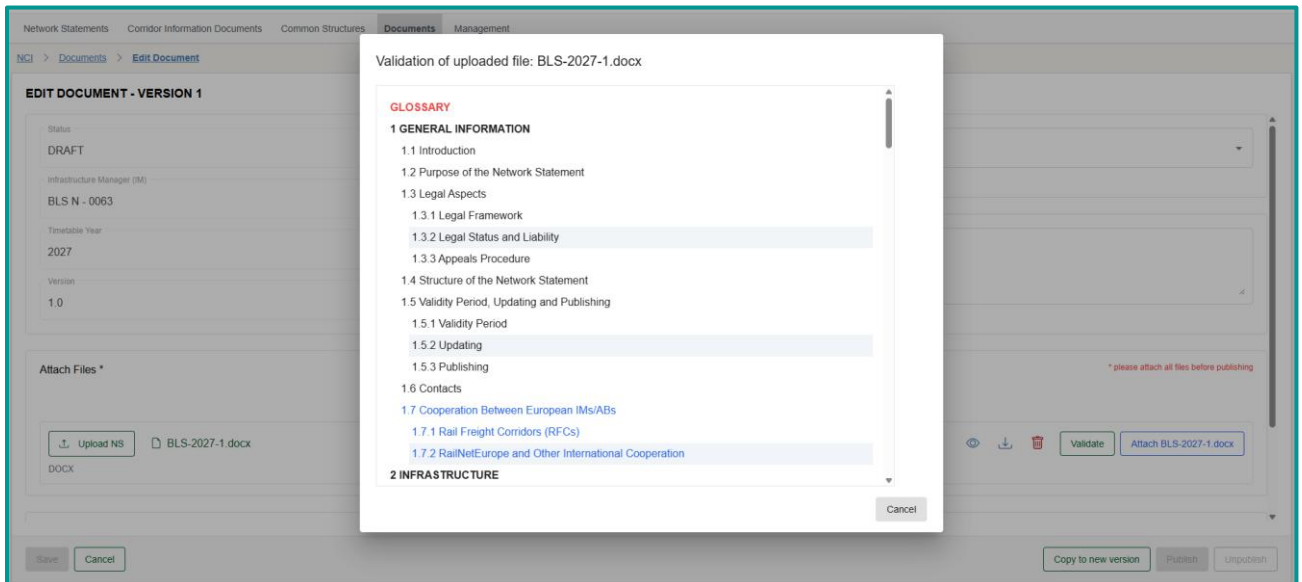 Network Statements Corridor Information Documents Common Structures Documents Management
NCI > Documents > Edit Document
EDIT DOCUMENT - VERSION 1
Status
DRAFT
Infrastructure Manager (IM)
BLS N - 0063
Timetable Year
2027
Version
1.0
Attach Files *
* please attach all files before publishing
Upload NS
BLS-2027-1.docx
DOCX
Validate
Attach BLS-2027-1.docx
Save
Cancel
Copy to new version
Publish
Unpublish
Validation of uploaded file: BLS-2027-1.docx
GLOSSARY
1 GENERAL INFORMATION
1.1 Introduction
1.2 Purpose of the Network Statement
1.3 Legal Aspects
1.3.1 Legal Framework
1.3.2 Legal Status and Liability
1.3.3 Appeals Procedure
1.4 Structure of the Network Statement
1.5 Validity Period, Updating and Publishing
1.5.1 Validity Period
1.5.2 Updating
1.5.3 Publishing
1.6 Contacts
1.7 Cooperation Between European IMs/ABs
1.7.1 Rail Freight Corridors (RFCs)
1.7.2 RailNetEurope and Other International Cooperation
2 INFRASTRUCTURE
Cancel